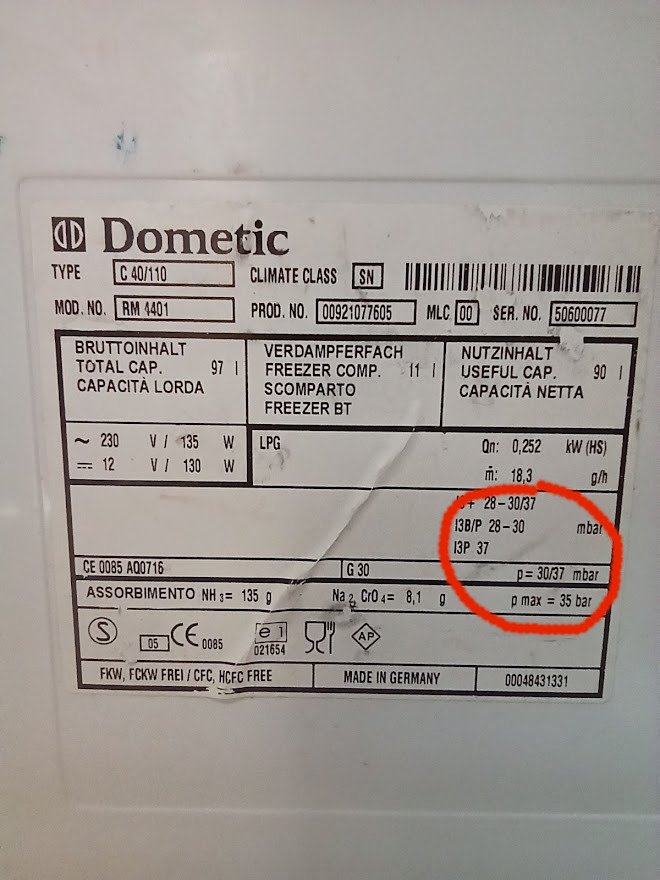 Dometic
TYPE C 40/110 CLIMATE CLASS SN
MOD. NO. RM 4401 PROD. NO. 00921077605 MLC 00 SER. NO. 50600077
BRUTTOINHALT
TOTAL CAP. 97 l
CAPACITÀ LORDA
VERDAMPFERFACH
FREEZER COMP. 11 l
SCOMPARTO
FREEZER BT
NUTZINHALT
USEFUL CAP. 90 l
CAPACITÀ NETTA
~ 230 V / 135 W
12 V / 130 W
LPG
Qn: 0,252 kW (HS)
m: 18,3 g/h
28-30/37
I3B/P 28-30 mbar
I3P 37
CE 0085 AQ0716 G 30 p= 30/37 mbar
ASSORBIMENTO NH3= 135 g Na2 CrO4= 8,1 g p max = 35 bar
05 CE 0085 e1 021654 AP
FKW, FCKW FREI / CFC, HCFC FREE MADE IN GERMANY 00048431331